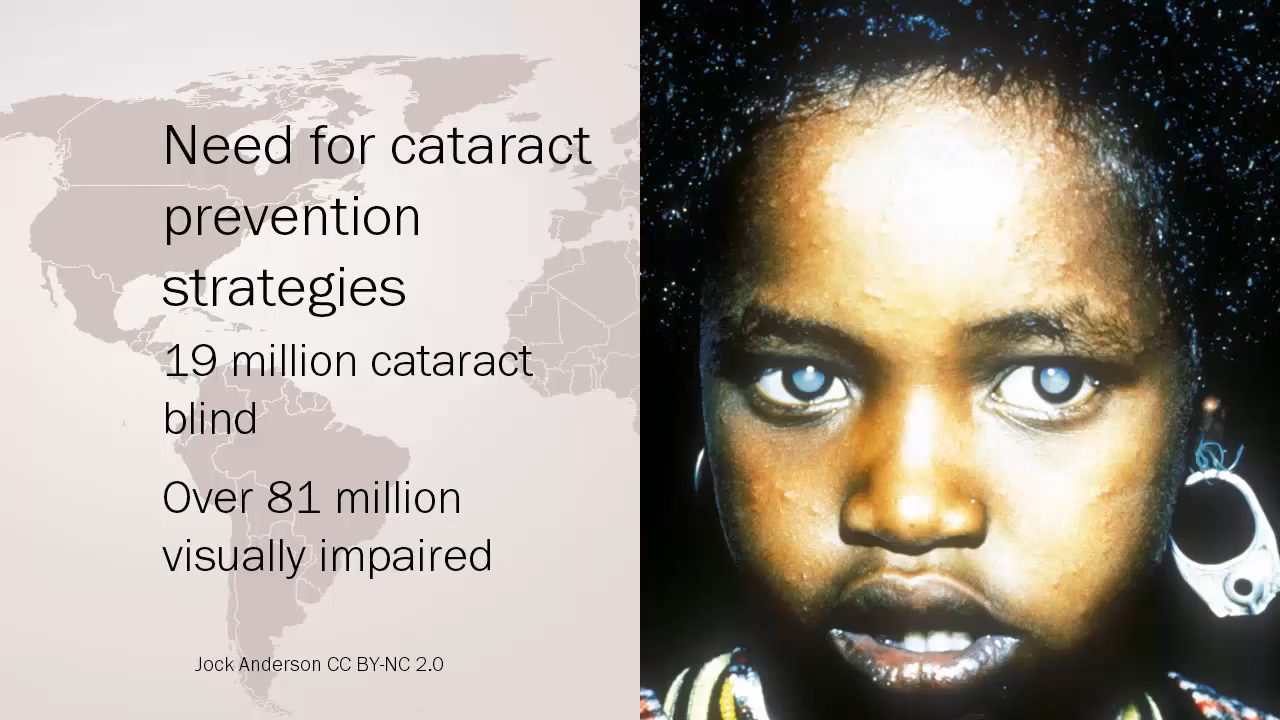 Need for cataract
prevention
strategies
19 million cataract
blind
Over 81 million
visually impaired
Jock Anderson CC BY-NC 2.0